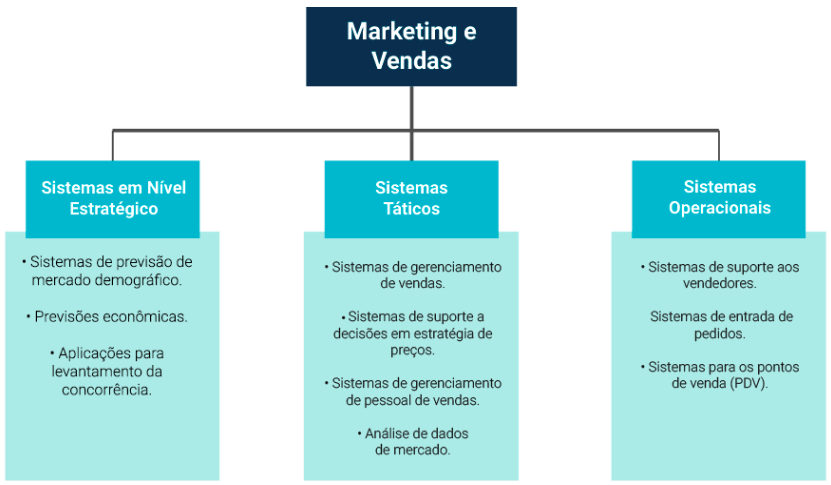 Marketing e
Vendas
Sistemas em Nível
Estratégico
• Sistemas de previsão de
mercado demográfico.
• Previsões econômicas.
• Aplicações para
levantamento da
concorrência.
Sistemas
Táticos
• Sistemas de gerenciamento
de vendas.
• Sistemas de suporte a
decisões em estratégia de
preços.
• Sistemas de gerenciamento
de pessoal de vendas.
• Análise de dados
de mercado.
Sistemas
Operacionais
• Sistemas de suporte aos
vendedores.
Sistemas de entrada de
pedidos.
• Sistemas para os pontos
de venda (PDV).